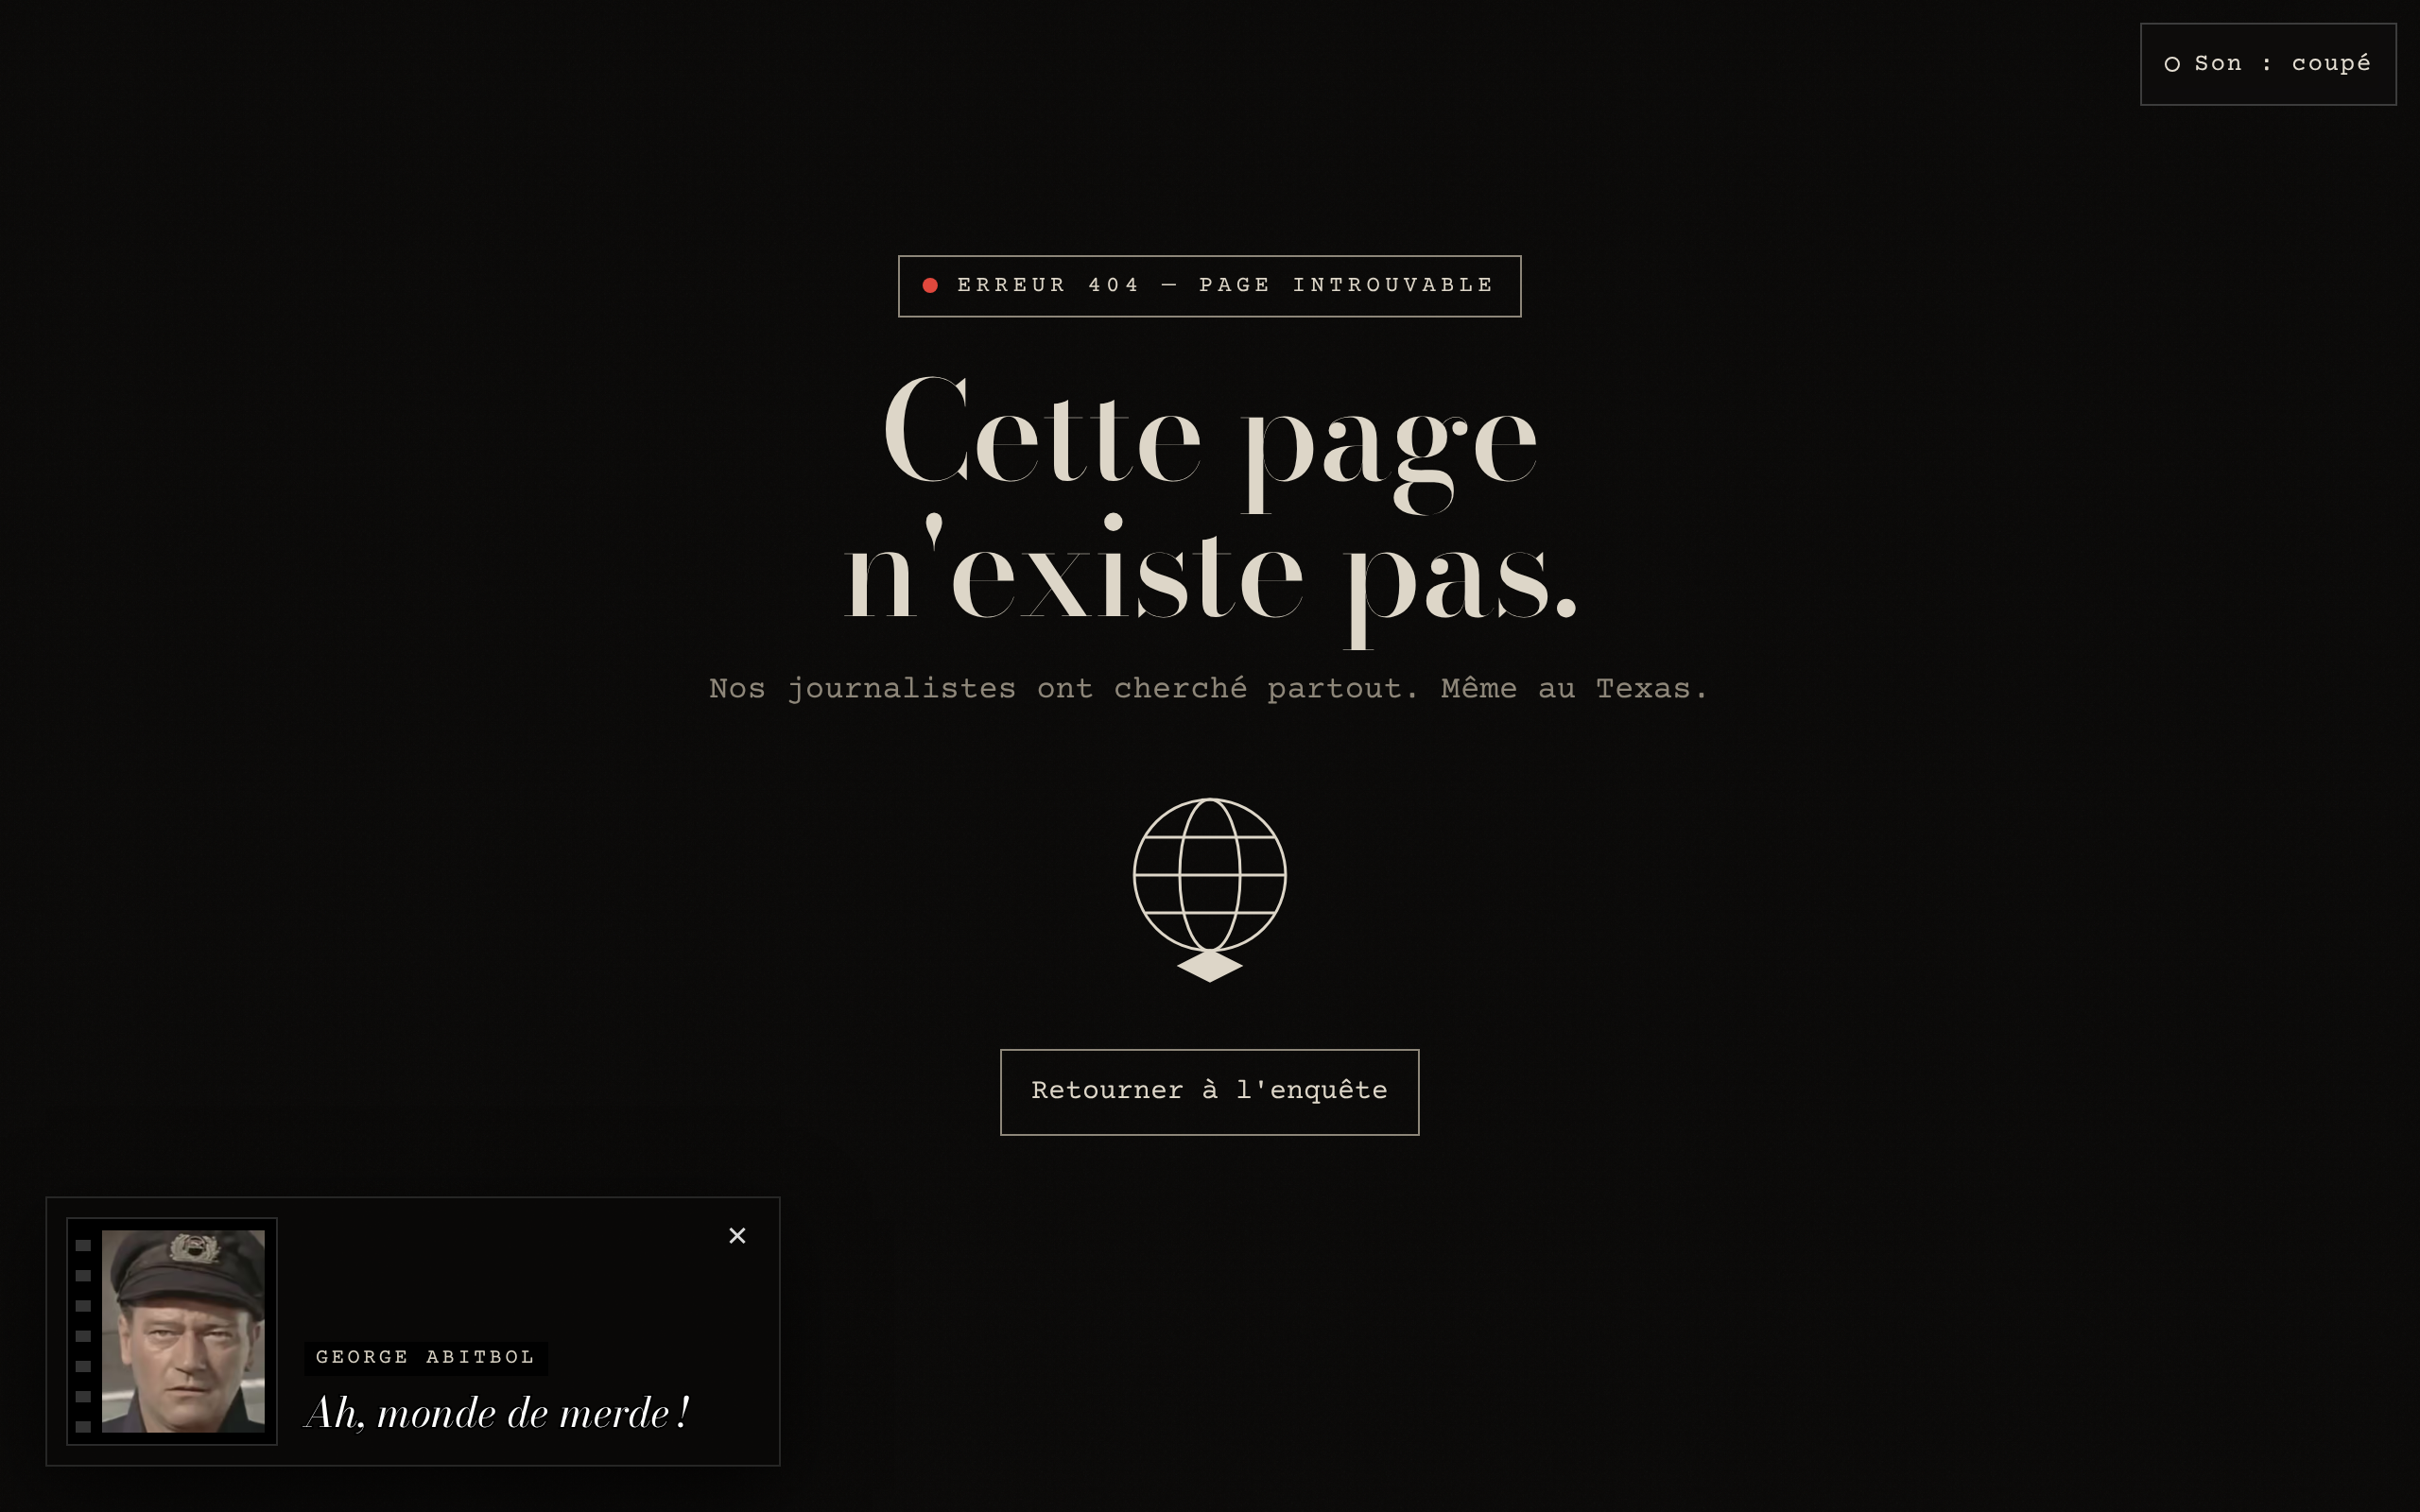 Son : coupé
ERREUR 404 — PAGE INTROUVABLE
Cette page
n'existe pas.
Nos journalistes ont cherché partout. Même au Texas.
Retourner à l'enquête
GEORGE ABITBOL
Ah, monde de merde !